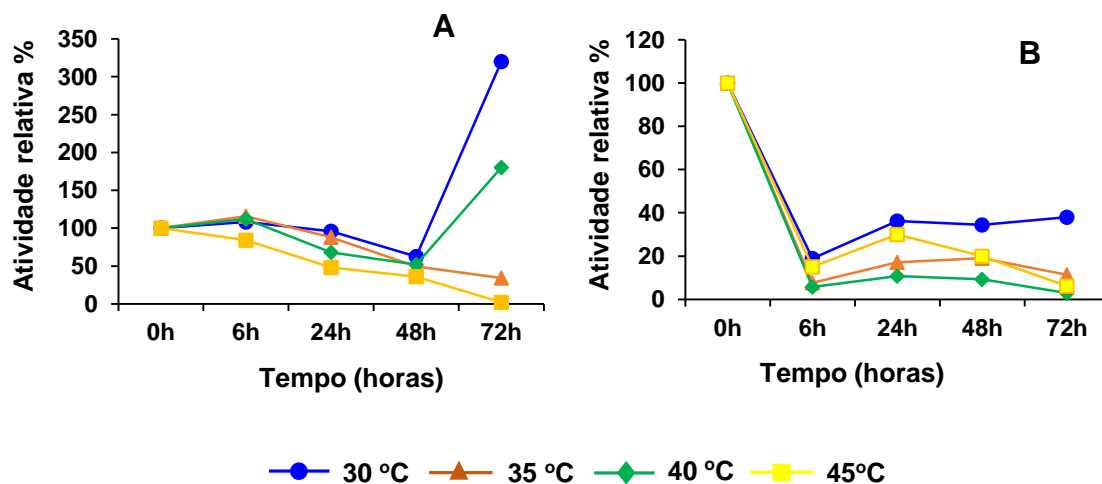 A
Atividade relativa %
350
300
250
200
150
100
50
0
0h 6h 24h 48h 72h
Tempo (horas)
B
Atividade relativa %
120
100
80
60
40
20
0
0h 6h 24h 48h 72h
Tempo (horas)
30 ºC 35 ºC 40 ºC 45ºC